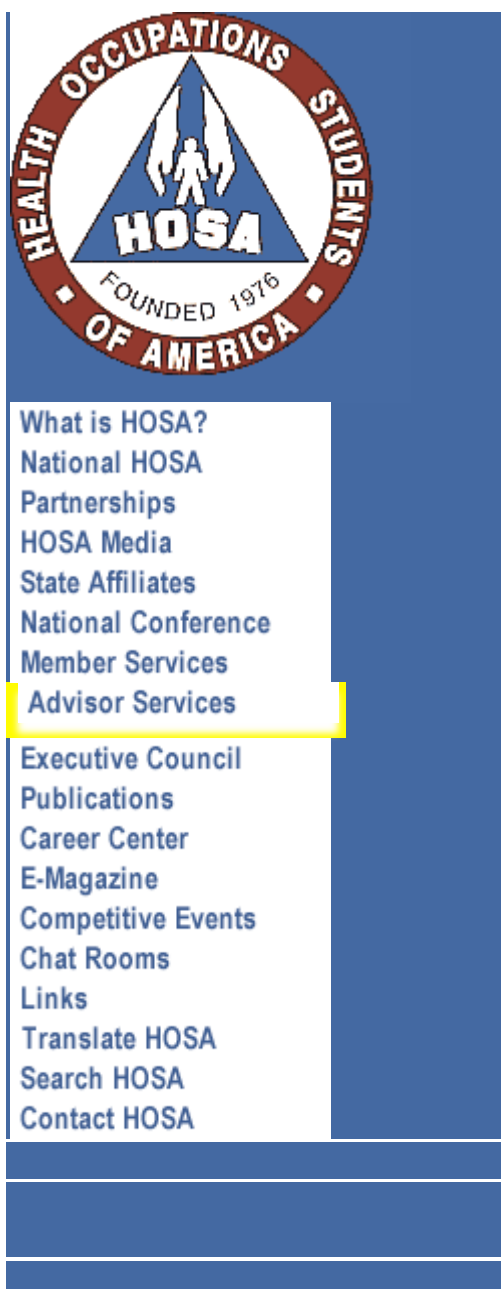 HEALTH OCCUPATIONS STUDENTS
OF AMERICA
HOSA
FOUNDED 1976
What is HOSA?
National HOSA
Partnerships
HOSA Media
State Affiliates
National Conference
Member Services
Advisor Services
Executive Council
Publications
Career Center
E-Magazine
Competitive Events
Chat Rooms
Links
Translate HOSA
Search HOSA
Contact HOSA